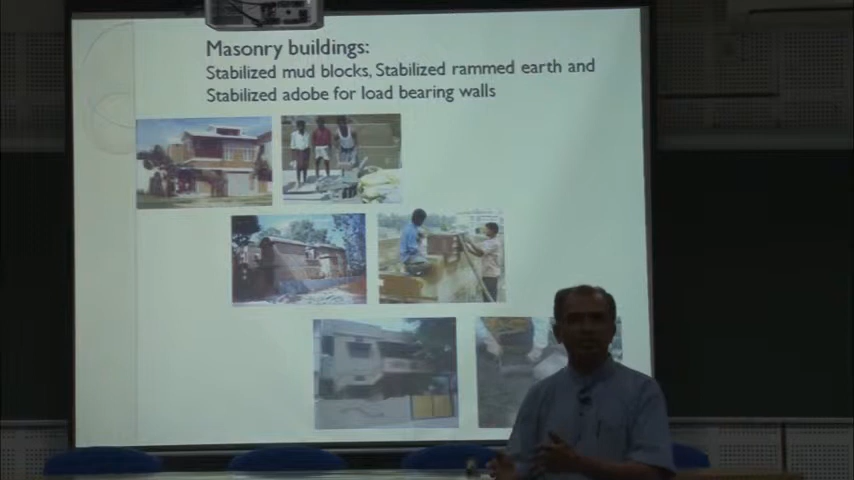 Masonry buildings:
Stabilized mud blocks, Stabilized rammed earth and
Stabilized adobe for load bearing walls